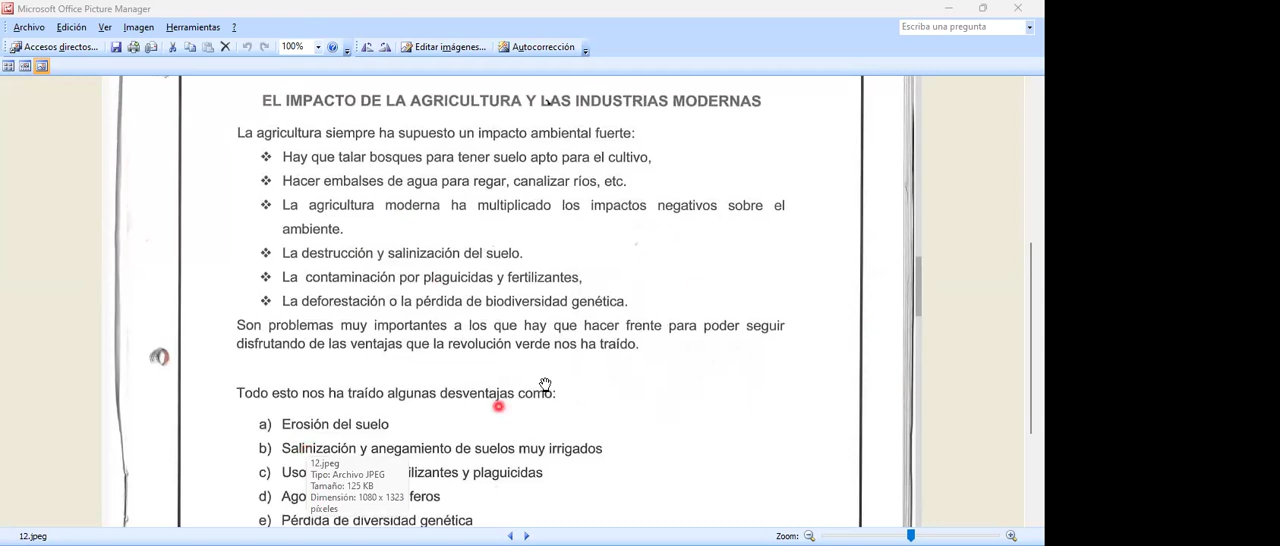 Microsoft Office Picture Manager
Archivo Edición Ver Imagen Herramientas ?
Escriba una pregunta
Accesos directos... 100% Editar imágenes... Autocorrección
EL IMPACTO DE LA AGRICULTURA Y LAS INDUSTRIAS MODERNAS
La agricultura siempre ha supuesto un impacto ambiental fuerte:
❖ Hay que talar bosques para tener suelo apto para el cultivo,
❖ Hacer embalses de agua para regar, canalizar ríos, etc.
❖ La agricultura moderna ha multiplicado los impactos negativos sobre el
ambiente.
❖ La destrucción y salinización del suelo.
❖ La contaminación por plaguicidas y fertilizantes,
❖ La deforestación o la pérdida de biodiversidad genética.
Son problemas muy importantes a los que hay que hacer frente para poder seguir
disfrutando de las ventajas que la revolución verde nos ha traído.
Todo esto nos ha traído algunas desventajas como:
a) Erosión del suelo
b) Salinización y anegamiento de suelos muy irrigados
12.jpeg
c) Uso ilizantes y plaguicidas
Tipo: Archivo JPEG
Tamaño: 125 KB
d) Ago feros
Dimensión: 1080 x 1323
píxeles
e) Pérdida de diversidad genética
12.jpeg
Zoom: